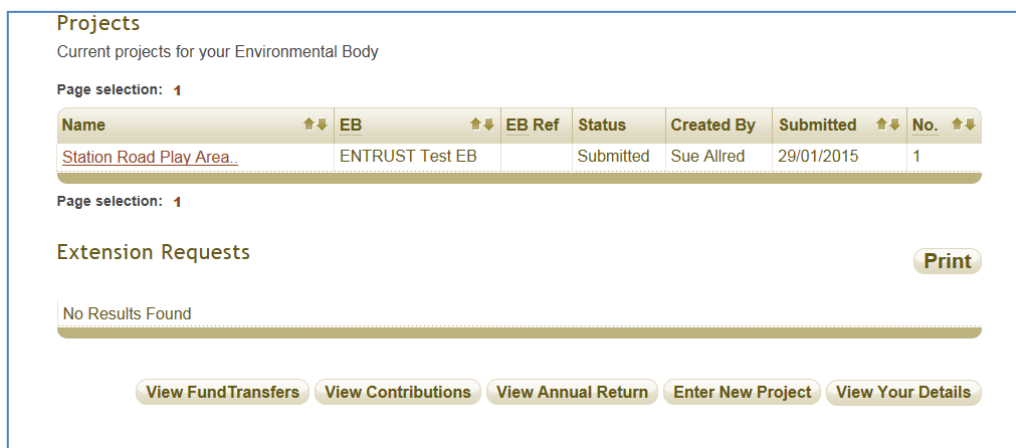 Projects
Current projects for your Environmental Body
Page selection: 1
Name EB EB Ref Status Created By Submitted No.
Station Road Play Area.. ENTRUST Test EB Submitted Sue Allred 29/01/2015 1
Page selection: 1
Extension Requests
Print
No Results Found
View FundTransfers View Contributions View Annual Return Enter New Project View Your Details